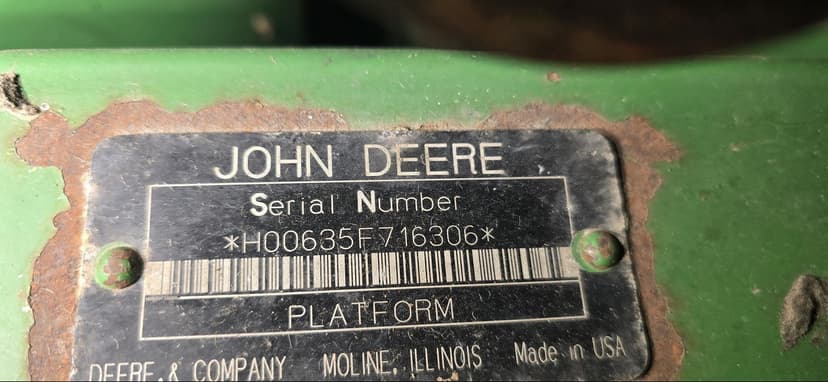 JOHN DEERE
Serial Number
*H00635F716306*
PLATFORM
DEERE & COMPANY MOLINE, ILLINOIS Made in USA